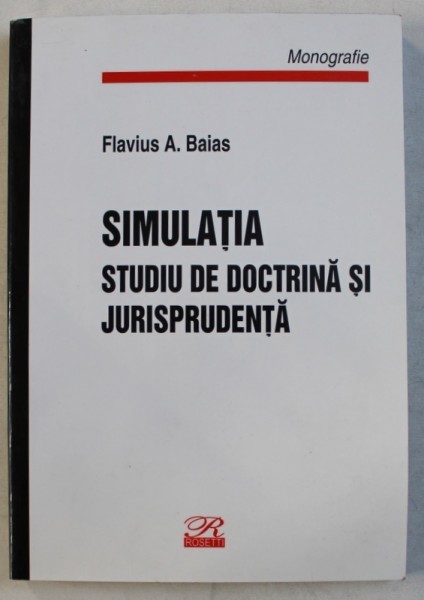 Monografie
Flavius A. Baias
SIMULAȚIA
STUDIU DE DOCTRINĂ ȘI
JURISPRUDENȚĂ
R
ROSETTI